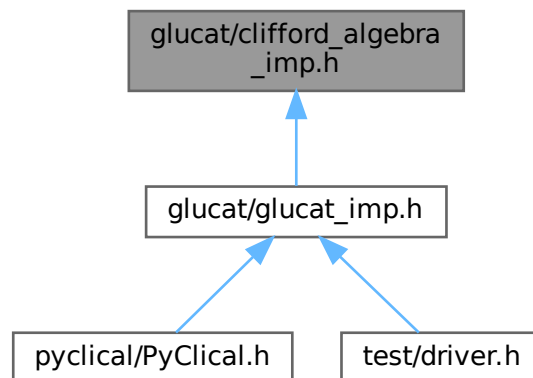 glucat/clifford_algebra
_imp.h
glucat/glucat_imp.h
pyclical/PyClical.h
test/driver.h